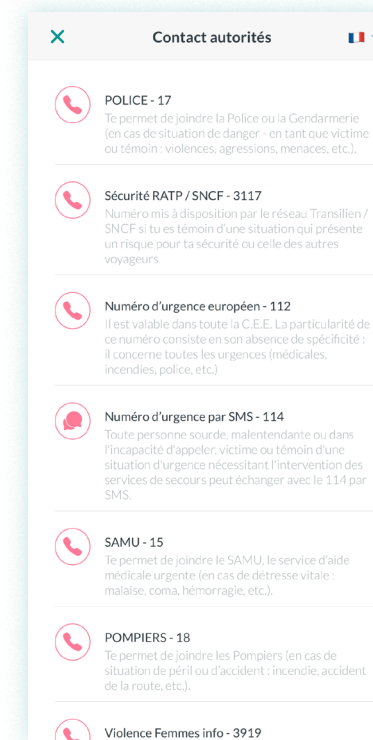 Contact autorités
POLICE - 17
Te permet de joindre la Police ou la Gendarmerie
(en cas de situation de danger - en tant que victime
ou témoin : violences, agressions, menaces, etc.).
Sécurité RATP / SNCF - 3117
Numéro mis à disposition par le réseau Transilien /
SNCF si tu es témoin d'une situation qui présente
un risque pour ta sécurité ou celle des autres
voyageurs
Numéro d'urgence européen - 112
Il est valable dans toute la C.E.E. La particularité de
ce numéro consiste en son absence de spécificité :
il concerne toutes les urgences (médicales,
incendies, police, etc.)
Numéro d'urgence par SMS - 114
Toute personne sourde, malentendante ou dans
l'incapacité d'appeler, victime ou témoin d'une
situation d'urgence nécessitant l'intervention des
services de secours peut échanger avec le 114 par
SMS.
SAMU - 15
Te permet de joindre le SAMU, le service d'aide
médicale urgente (en cas de détresse vitale :
malaise, coma, hémorragie, etc.).
POMPIERS - 18
Te permet de joindre les Pompiers (en cas de
situation de péril ou d'accident : incendie, accident
de la route, etc.).
Violence Femmes info - 3919